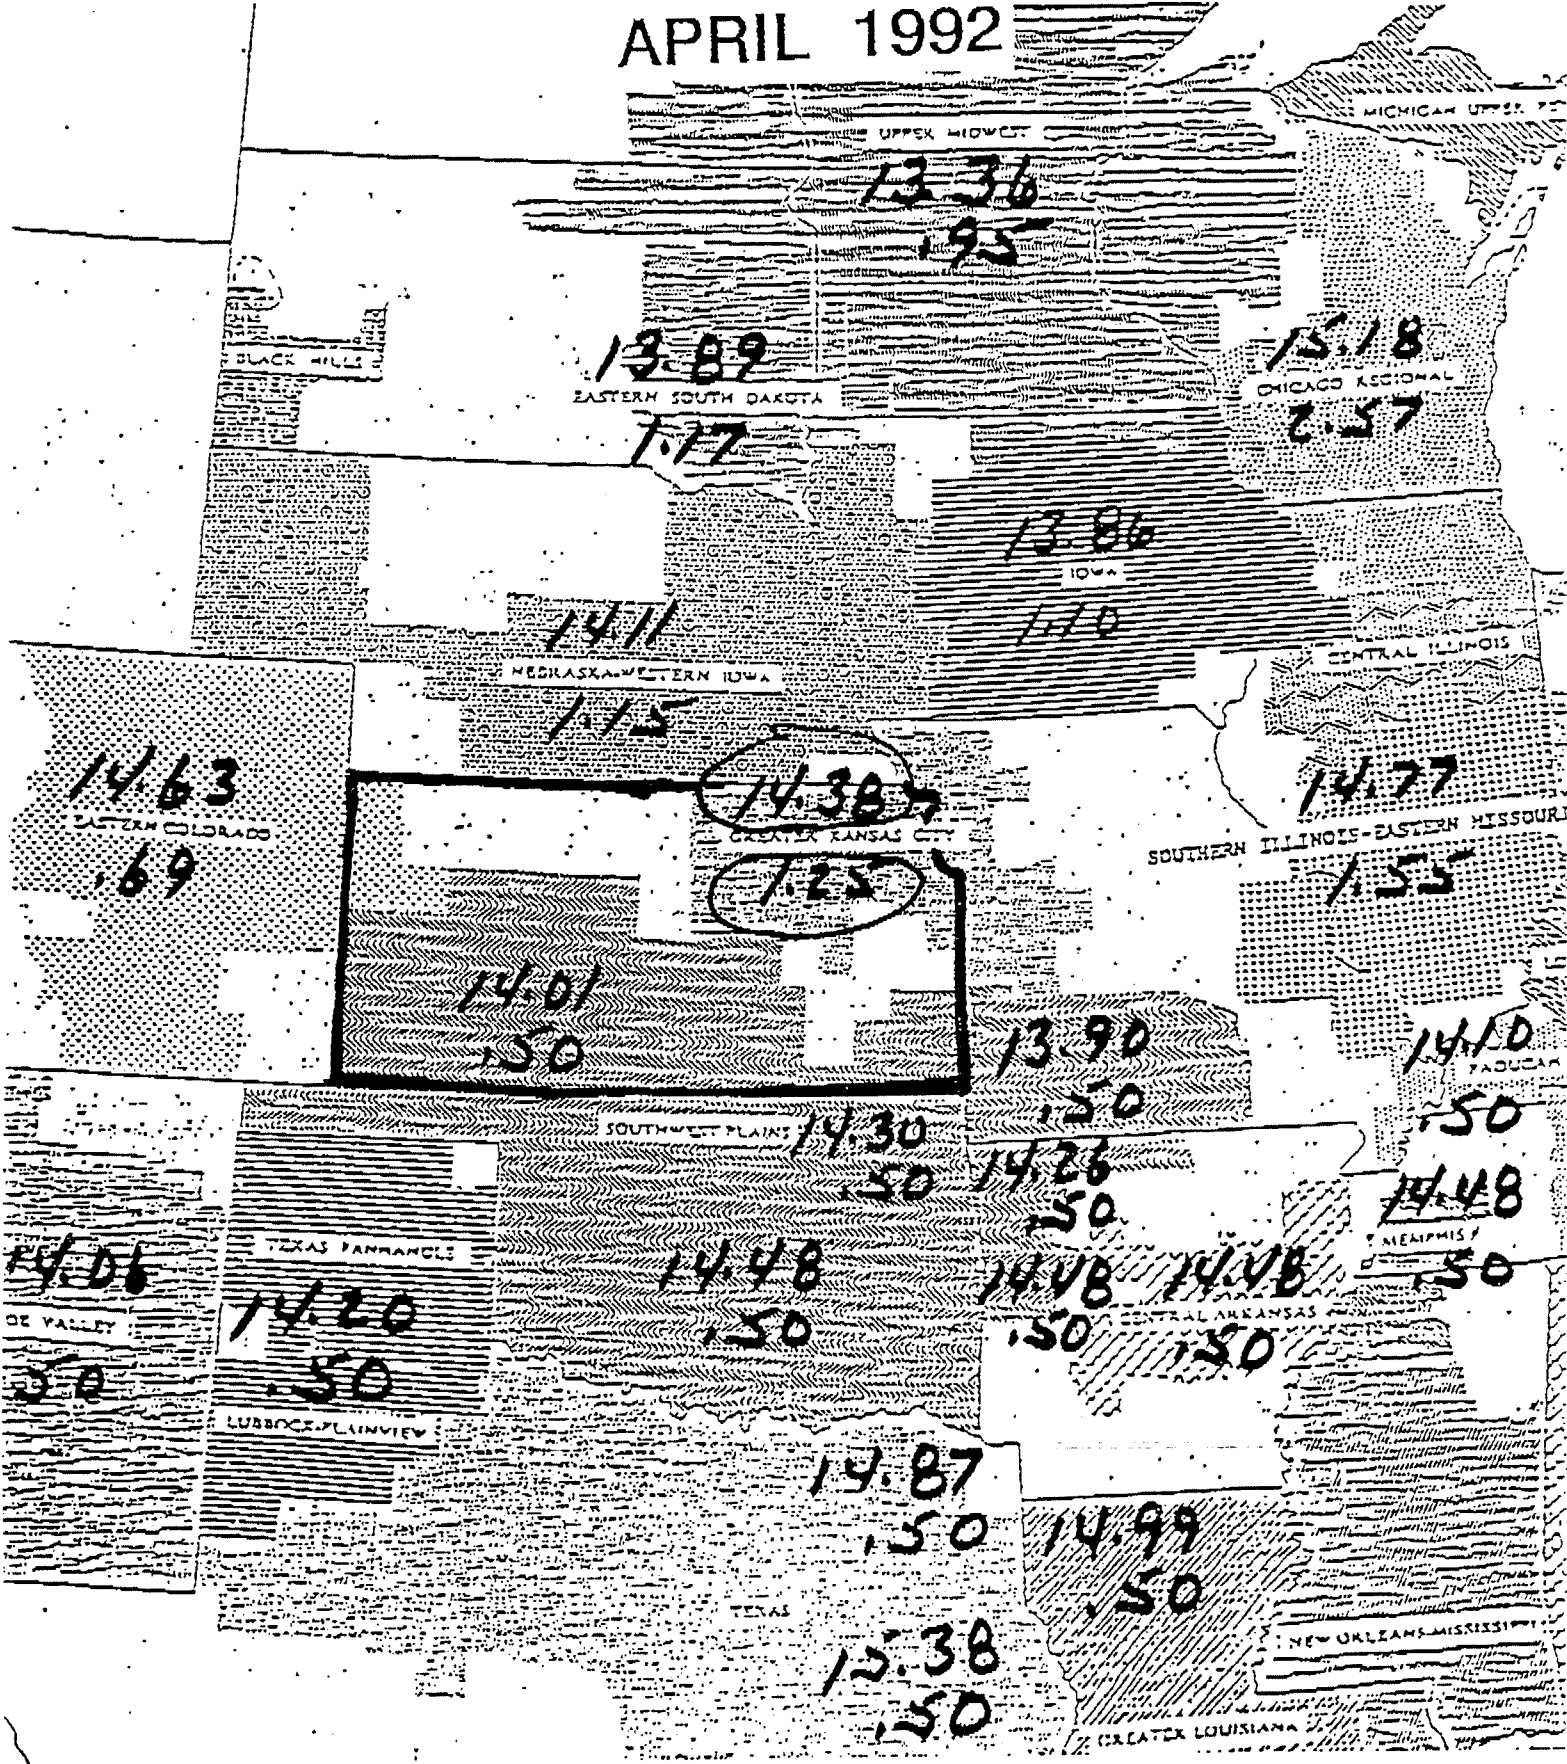 APRIL 1992
MICHIGAN UPPER
UPPER MIDWEST
13.36
.95
15.18
CHICAGO REGIONAL
2.57
BLACK HILLS
13.89
EASTERN SOUTH DAKOTA
1.17
13.86
IOWA
1.10
14.11
NEBRASKA-WESTERN IOWA
1.15
CENTRAL ILLINOIS
14.63
EASTERN COLORADO
.69
14.38
GREATER KANSAS CITY
1.25
14.77
SOUTHERN ILLINOIS-EASTERN MISSOURI
1.55
14.01
.50
13.90
.50
14.10
PADUCAH
.50
SOUTHWEST PLAINS
14.30
.50
14.26
.50
14.48
MEMPHIS
.50
14.06
VALLEY
50
TEXAS PANHANDLE
14.20
.50
LUBBOCK-PLAINVIEW
14.48
.50
14.48
.50
14.48
CENTRAL ARKANSAS
.50
14.87
.50
14.99
.50
TEXAS
15.38
.50
NEW ORLEANS-MISSISSIPPI
GREATER LOUISIANA